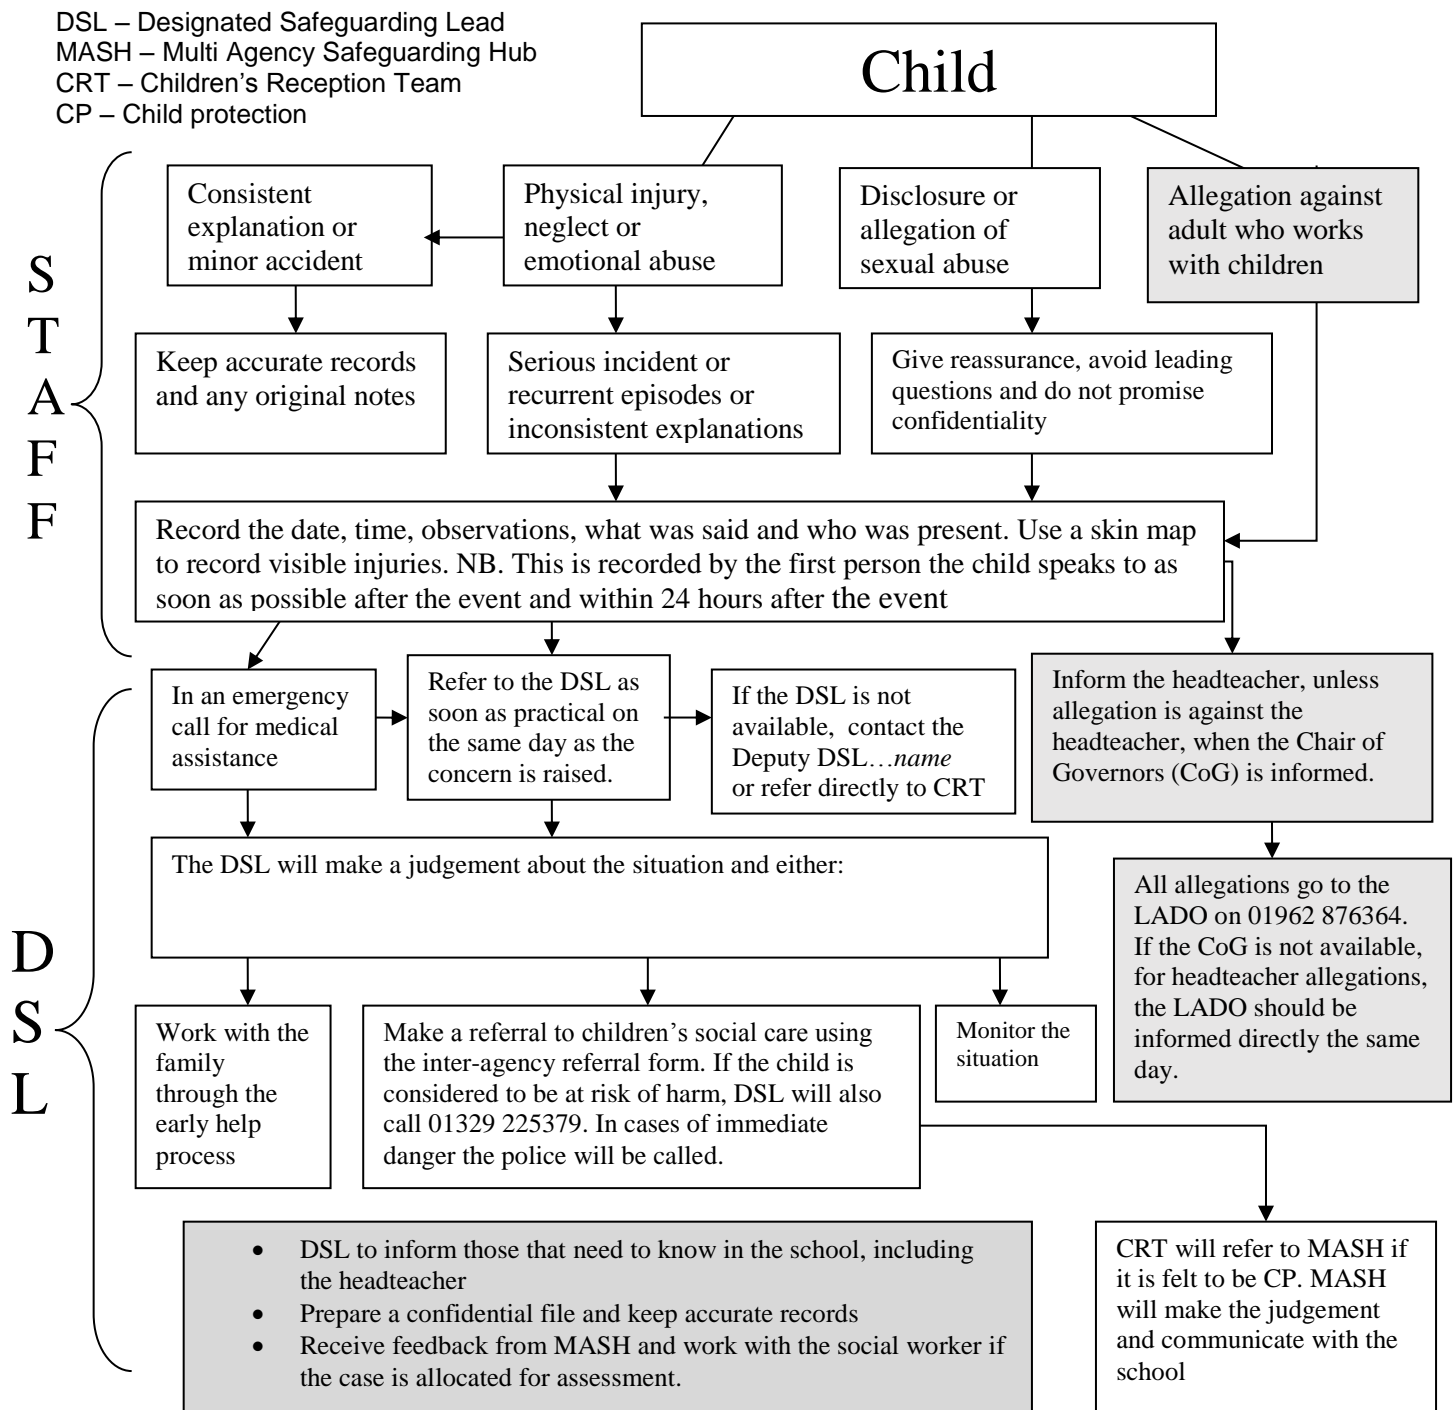 DSL – Designated Safeguarding Lead
MASH – Multi Agency Safeguarding Hub
CRT – Children's Reception Team
CP – Child protection
Child
STAFF
Consistent
explanation or
minor accident
Physical injury,
neglect or
emotional abuse
Disclosure or
allegation of
sexual abuse
Allegation against
adult who works
with children
Keep accurate records
and any original notes
Serious incident or
recurrent episodes or
inconsistent explanations
Give reassurance, avoid leading
questions and do not promise
confidentiality
Record the date, time, observations, what was said and who was present. Use a skin map
to record visible injuries. NB. This is recorded by the first person the child speaks to as
soon as possible after the event and within 24 hours after the event
DSL
In an emergency
call for medical
assistance
Refer to the DSL as
soon as practical on
the same day as the
concern is raised.
If the DSL is not
available, contact the
Deputy DSL…name
or refer directly to CRT
Inform the headteacher, unless
allegation is against the
headteacher, when the Chair of
Governors (CoG) is informed.
The DSL will make a judgement about the situation and either:
All allegations go to the
LADO on 01962 876364.
If the CoG is not available,
for headteacher allegations,
the LADO should be
informed directly the same
day.
Work with the
family
through the
early help
process
Make a referral to children's social care using
the inter-agency referral form. If the child is
considered to be at risk of harm, DSL will also
call 01329 225379. In cases of immediate
danger the police will be called.
Monitor the
situation
• DSL to inform those that need to know in the school, including
the headteacher
• Prepare a confidential file and keep accurate records
• Receive feedback from MASH and work with the social worker if
the case is allocated for assessment.
CRT will refer to MASH if
it is felt to be CP. MASH
will make the judgement
and communicate with the
school